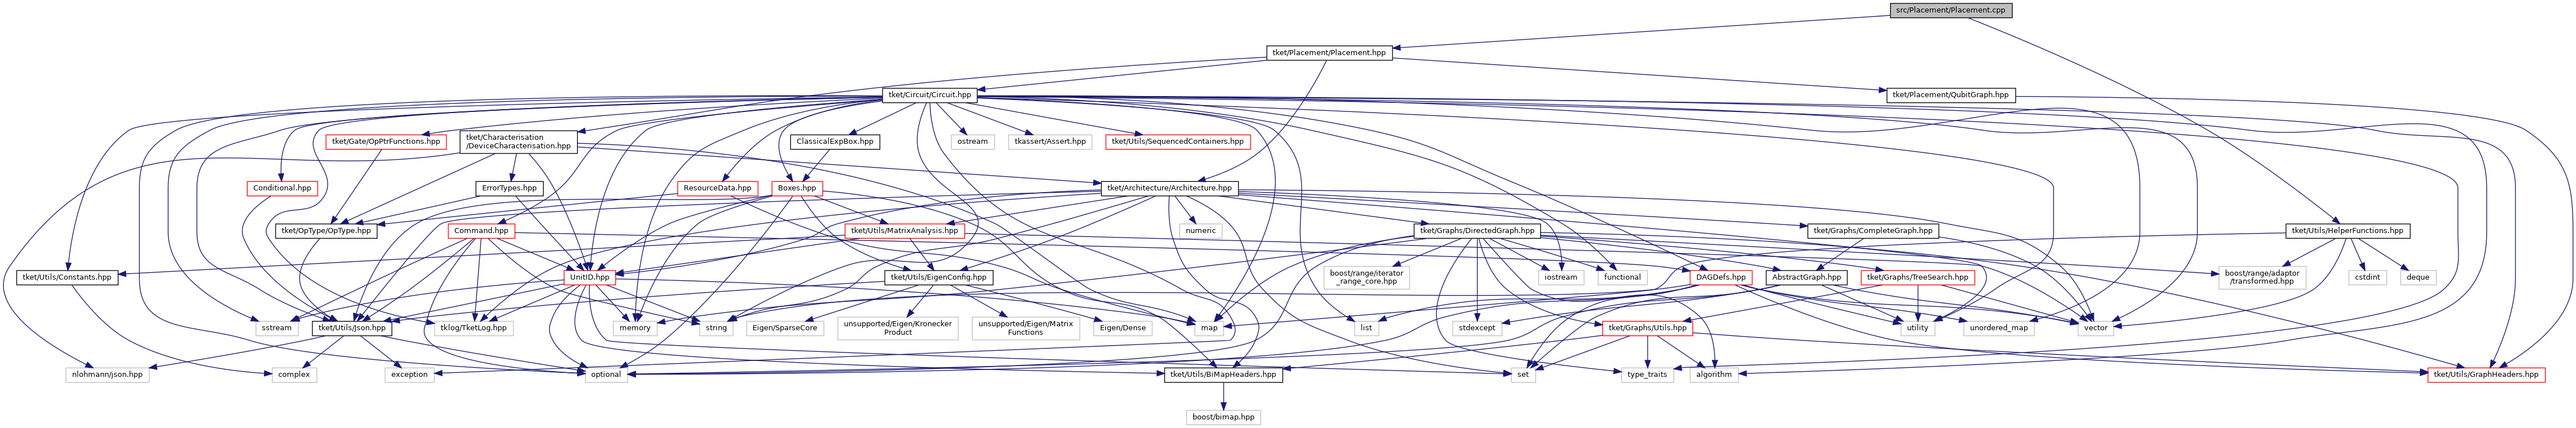 src/Placement/Placement.cpp
tket/Placement/Placement.hpp
tket/Circuit/Circuit.hpp
tket/Placement/QubitGraph.hpp
tket/Gate/OpPtrFunctions.hpp
tket/Characterisation
/DeviceCharacterisation.hpp
ClassicalExpBox.hpp
ostream
tkassert/Assert.hpp
tket/Utils/SequencedContainers.hpp
Conditional.hpp
ErrorTypes.hpp
ResourceData.hpp
Boxes.hpp
tket/Architecture/Architecture.hpp
tket/OpType/OpType.hpp
Command.hpp
tket/Utils/MatrixAnalysis.hpp
numeric
tket/Graphs/DirectedGraph.hpp
tket/Graphs/CompleteGraph.hpp
tket/Utils/HelperFunctions.hpp
tket/Utils/Constants.hpp
UnitID.hpp
tket/Utils/EigenConfig.hpp
boost/range/iterator
_range_core.hpp
iostream
functional
DAGDefs.hpp
AbstractGraph.hpp
tket/Graphs/TreeSearch.hpp
boost/range/adaptor
/transformed.hpp
cstdint
deque
sstream
tket/Utils/Json.hpp
tklog/TketLog.hpp
memory
string
Eigen/SparseCore
unsupported/Eigen/Kronecker
Product
unsupported/Eigen/Matrix
Functions
Eigen/Dense
map
list
stdexcept
tket/Graphs/Utils.hpp
utility
unordered_map
vector
nlohmann/json.hpp
complex
exception
optional
tket/Utils/BiMapHeaders.hpp
set
type_traits
algorithm
tket/Utils/GraphHeaders.hpp
boost/bimap.hpp